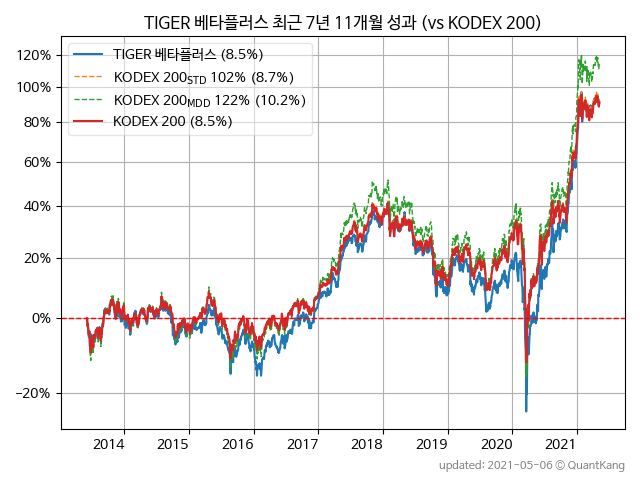 TIGER 베타플러스 최근 7년 11개월 성과 (vs KODEX 200)
TIGER 베타플러스 (8.5%)
KODEX 200STD 102% (8.7%)
KODEX 200MDD 122% (10.2%)
KODEX 200 (8.5%)
120%
100%
80%
60%
40%
20%
0%
−20%
2014 2015 2016 2017 2018 2019 2020 2021
updated: 2021-05-06 © QuantKang